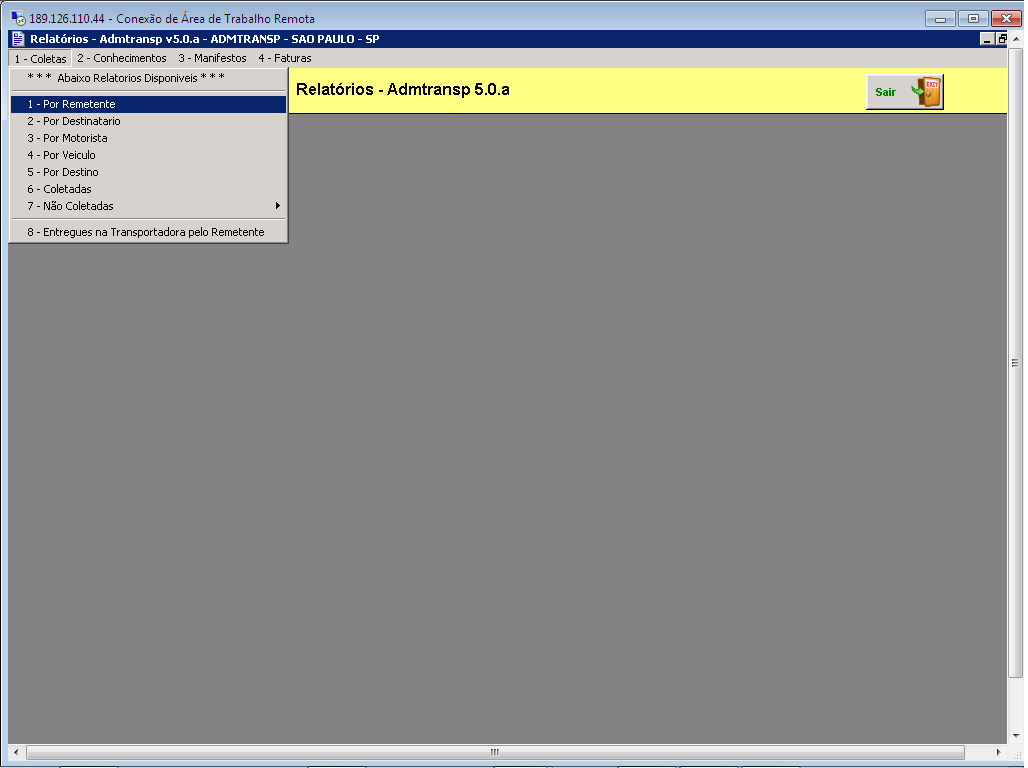 189.126.110.44 - Conexão de Área de Trabalho Remota
Relatórios - Admtransp v5.0.a - ADMTRANSP - SAO PAULO - SP
1 - Coletas 2 - Conhecimentos 3 - Manifestos 4 - Faturas
* * * Abaixo Relatorios Disponiveis * * *
Relatórios - Admtransp 5.0.a
Sair
EXIT
1 - Por Remetente
2 - Por Destinatario
3 - Por Motorista
4 - Por Veiculo
5 - Por Destino
6 - Coletadas
7 - Não Coletadas
8 - Entregues na Transportadora pelo Remetente